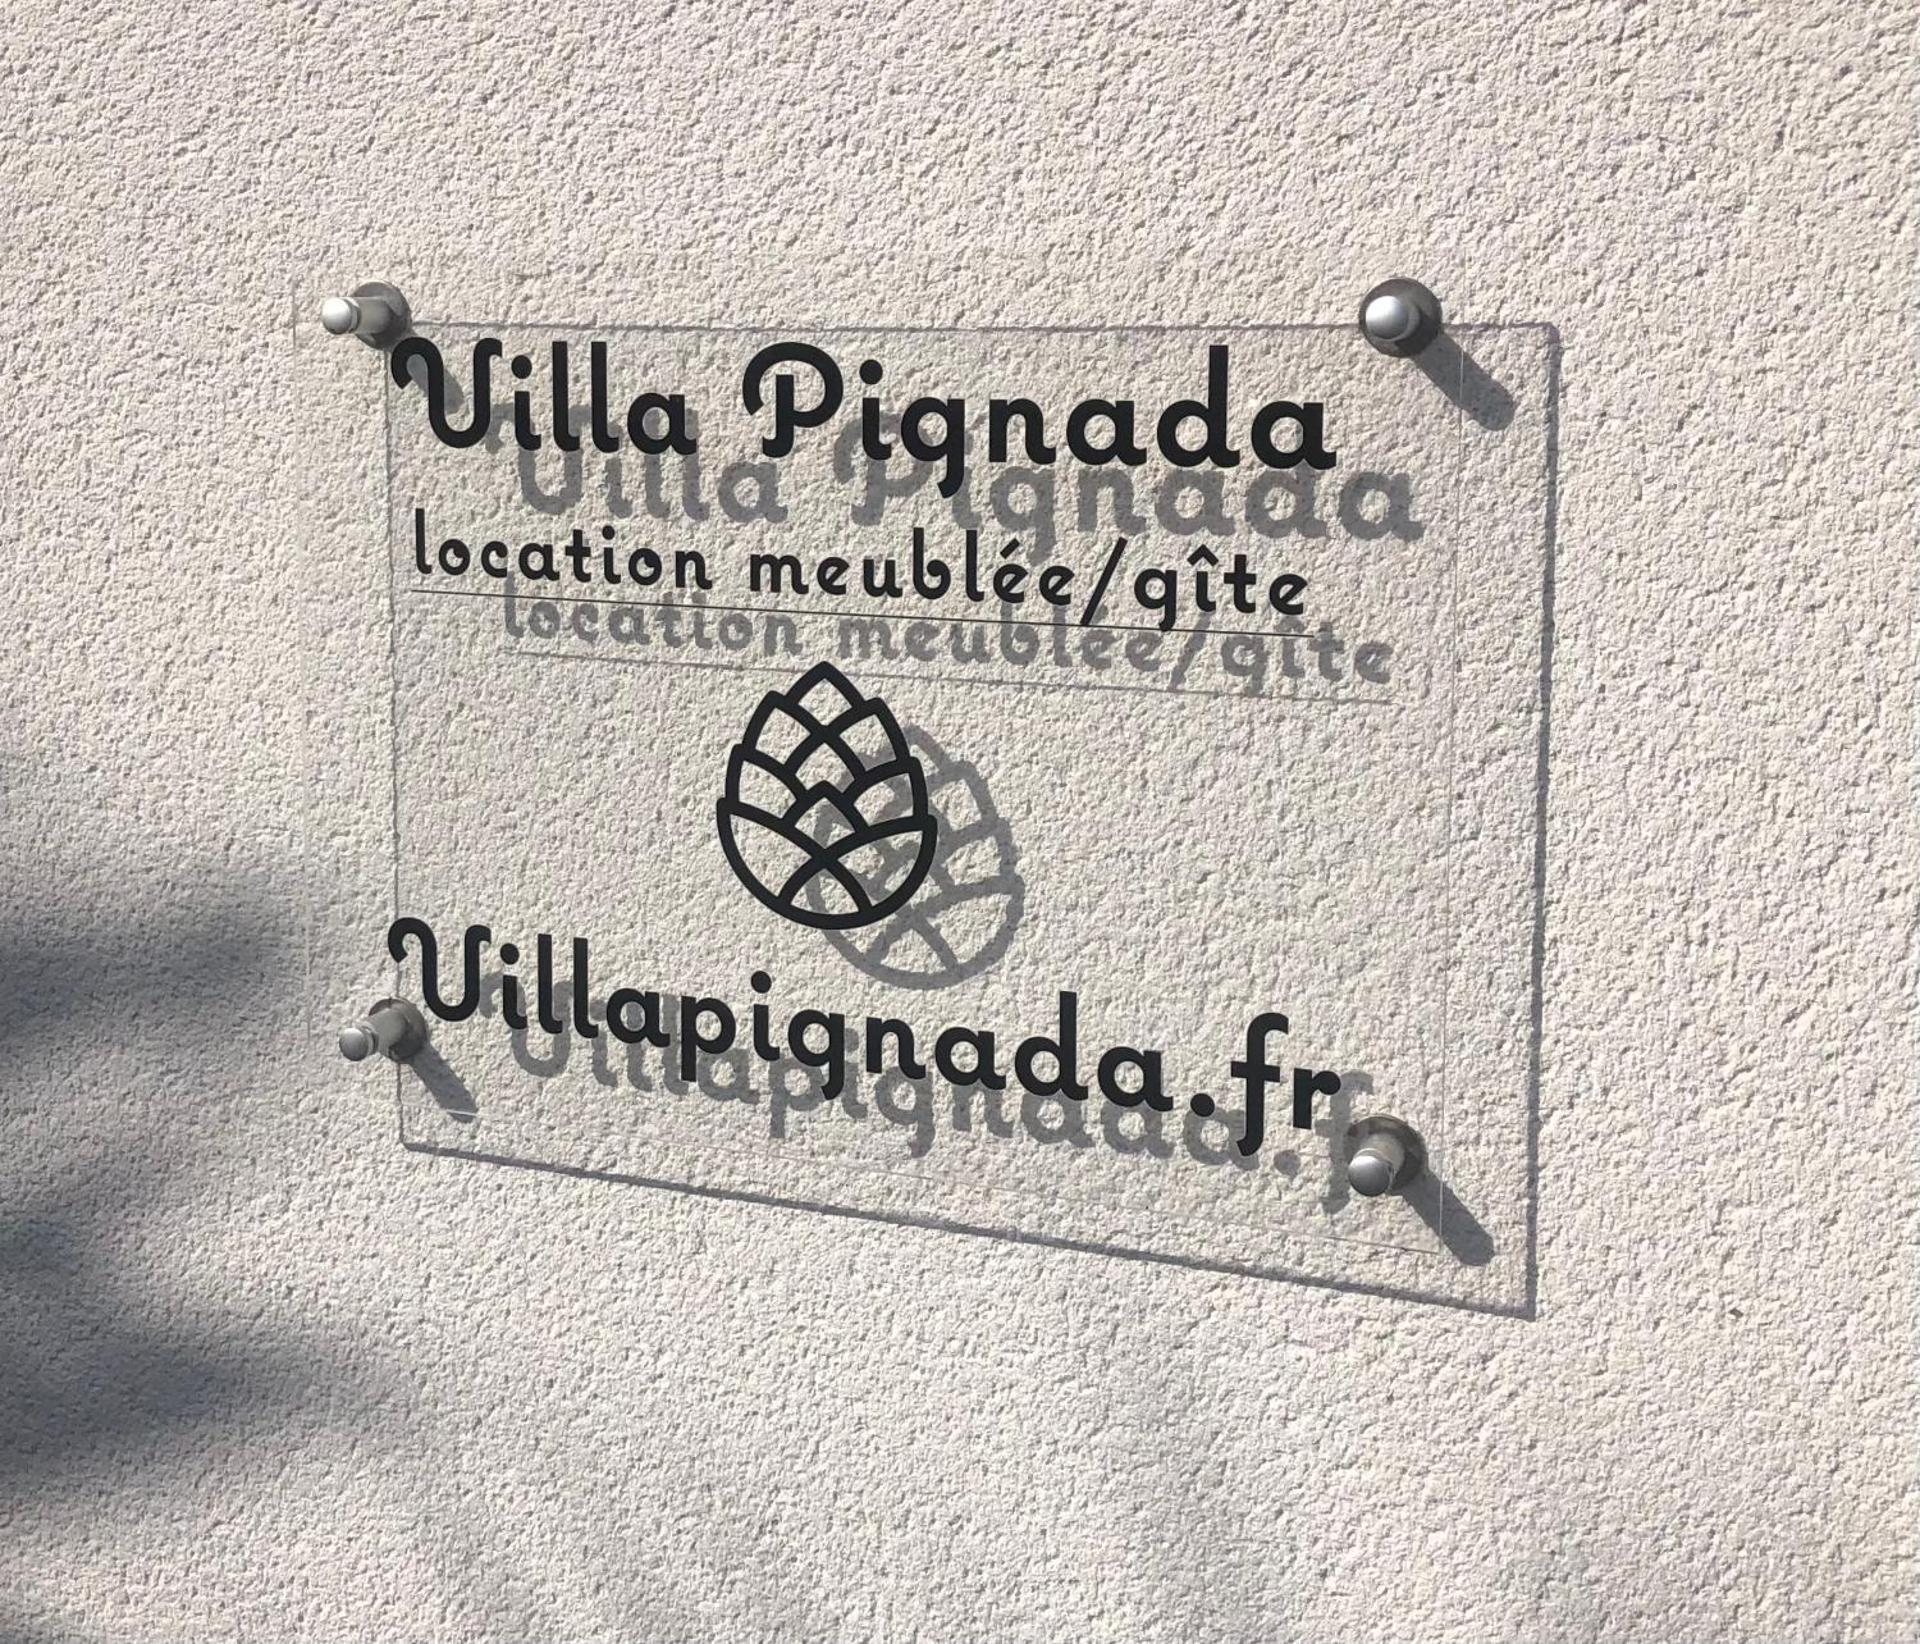 Villa Pignada
location meublée/gîte
Villapignada.fr